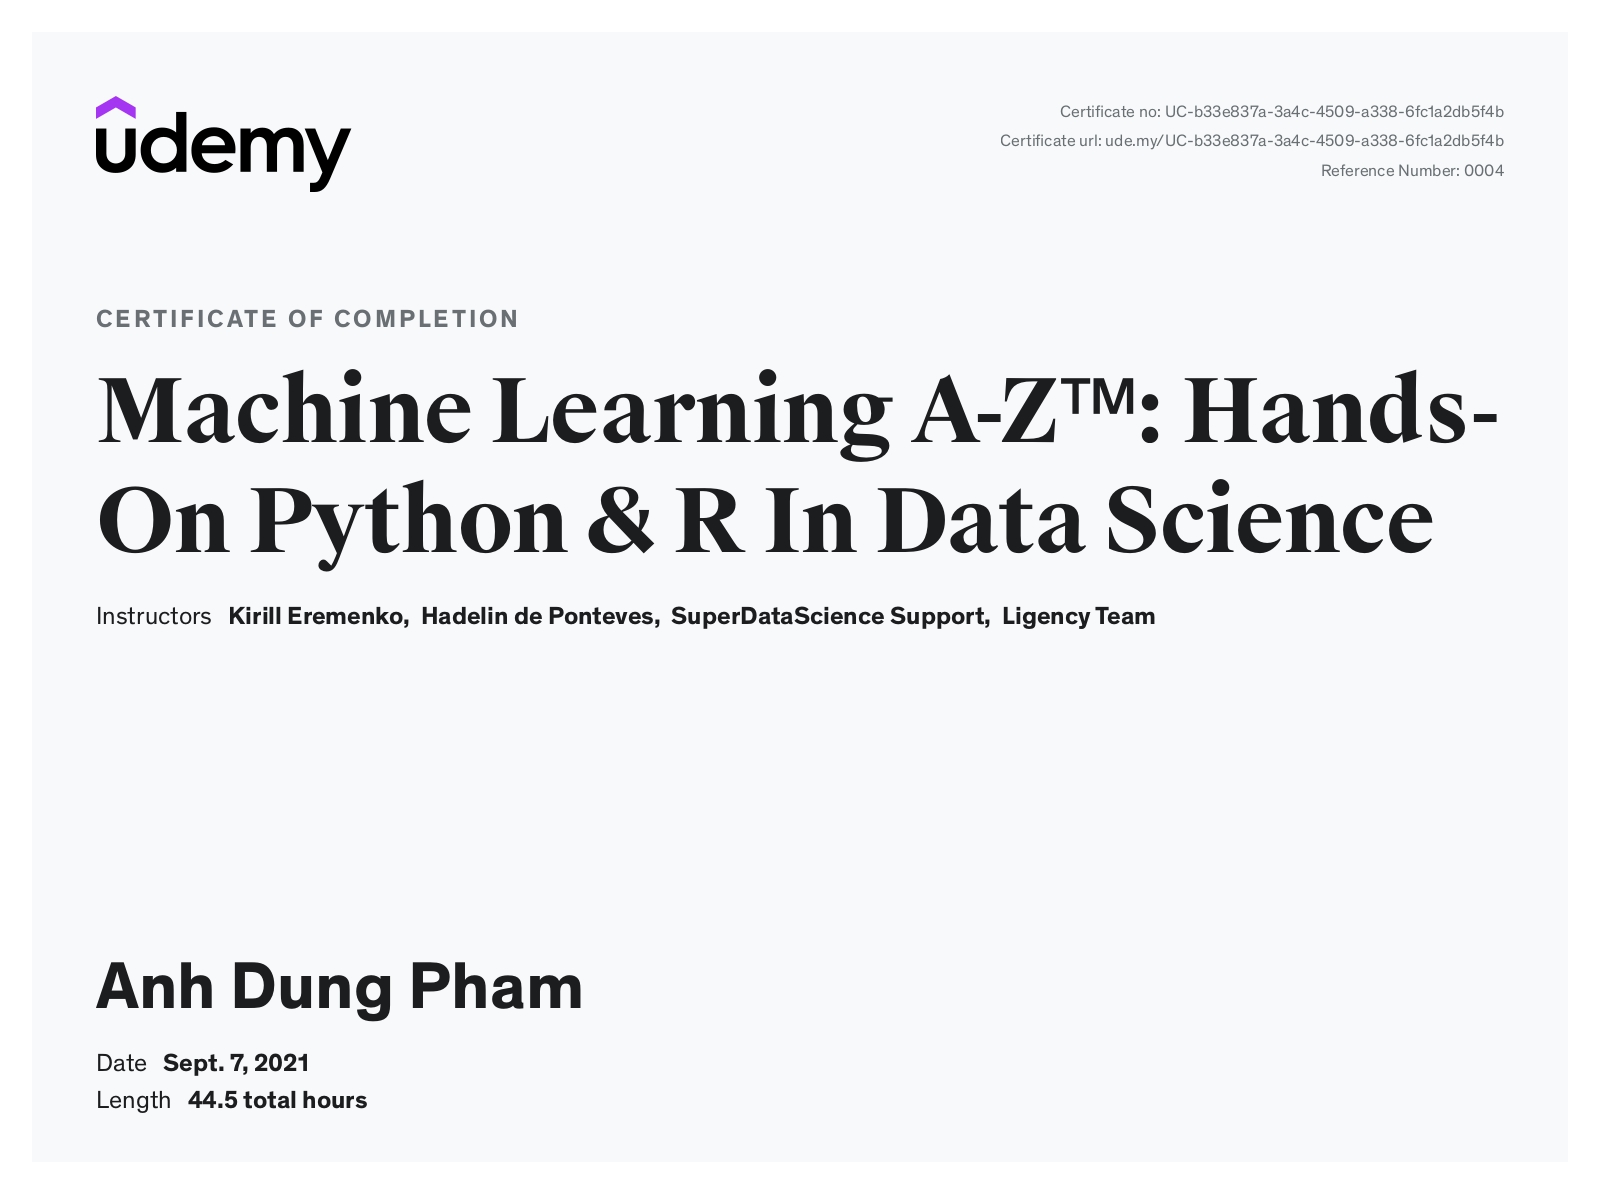 udemy
Certificate no: UC-b33e837a-3a4c-4509-a338-6fc1a2db5f4b
Certificate url: ude.my/UC-b33e837a-3a4c-4509-a338-6fc1a2db5f4b
Reference Number: 0004
CERTIFICATE OF COMPLETION
Machine Learning A-Z™: Hands-
On Python & R In Data Science
Instructors Kirill Eremenko, Hadelin de Ponteves, SuperDataScience Support, Ligency Team
Anh Dung Pham
Date Sept. 7, 2021
Length 44.5 total hours